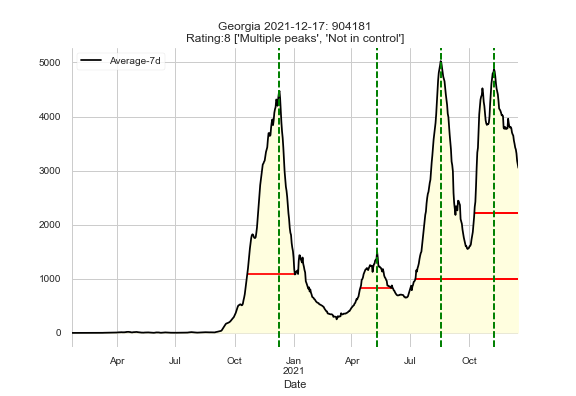 Georgia 2021-12-17: 904181
Rating:8 ['Multiple peaks', 'Not in control']
Average-7d
5000
4000
3000
2000
1000
0
Apr Jul Oct Jan Apr Jul Oct
2021
Date